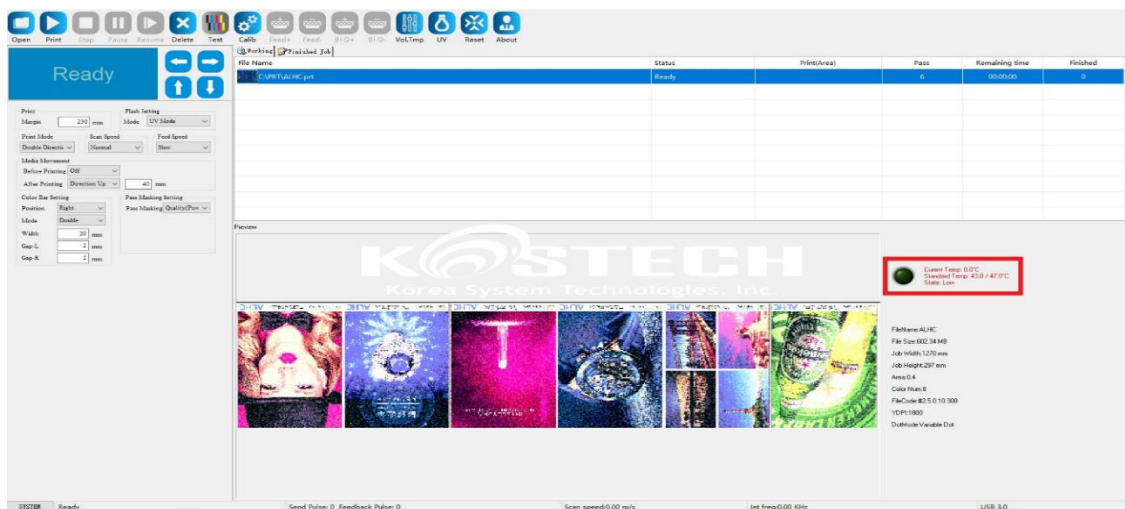 Open Print Stop Pause Resume Delete Test Calib Feed+ Feed- Bi-D+ Bi-D- Vol.Tmp UV Reset About
Working Finished Job
File Name Status Print(Area) Pass Remaining time Finished
C:\PRT\ALHC.prt Ready 6 00:00:00 0
Ready
Print Flash Setting
Margin 230 mm Mode UV Mode
Print Mode Scan Speed Feed Speed
Double Directi Normal Slow
Media Movement
Before Printing Off
After Printing Direction Up 40 mm
Color Bar Setting Pass Masking Setting
Position Right Pass Masking Quality(Pow
Mode Double
Width 20 mm
Gap-L 2 mm
Gap-R 2 mm
Preview
KOSTECH
Korea System Technologies. Inc.
Current Temp: 0.0°C
Standard Temp: 43.0 / 47.0°C
State: Low
FileName:ALHC
File Size:602.34 MB
Job Width:1270 mm
Job Height:297 mm
Area:0.4
Color Num:8
FileCode:#2.5.0.10.300
YDPI:1800
DotMode:Variable Dot
SYSTEM Ready Send Pulse: 0 Feedback Pulse: 0 Scan speed:0.00 m/s Jet freq:0.00 KHz USB 3.0